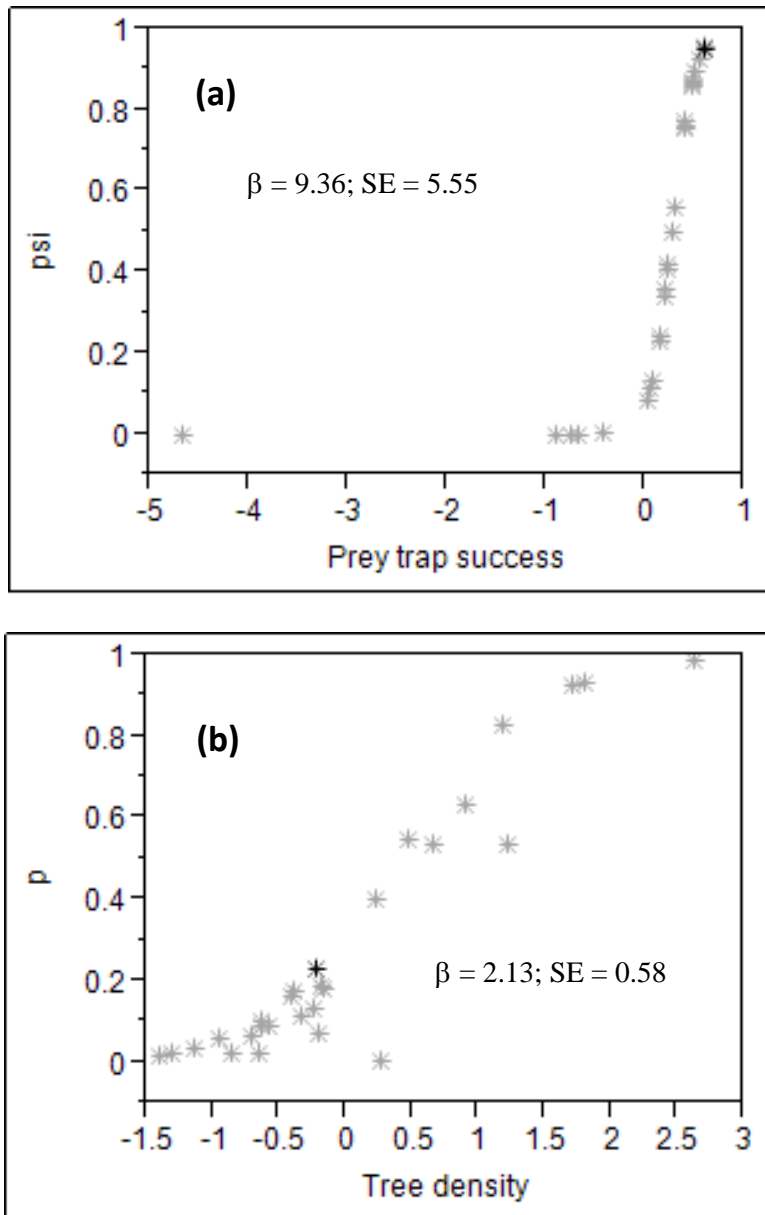 (a)
β = 9.36; SE = 5.55
psi
1
0.8
0.6
0.4
0.2
0
-5 -4 -3 -2 -1 0 1
Prey trap success
(b)
β = 2.13; SE = 0.58
p
1
0.8
0.6
0.4
0.2
0
-1.5 -1 -0.5 0 0.5 1 1.5 2 2.5 3
Tree density